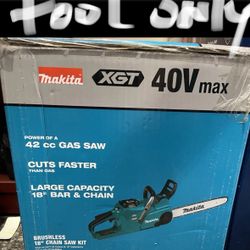 TOOL ONLY
makita XGT 40V max
POWER OF A
42 cc GAS SAW
CUTS FASTER
THAN GAS
LARGE CAPACITY
18" BAR & CHAIN
BRUSHLESS
18" CHAIN SAW KIT